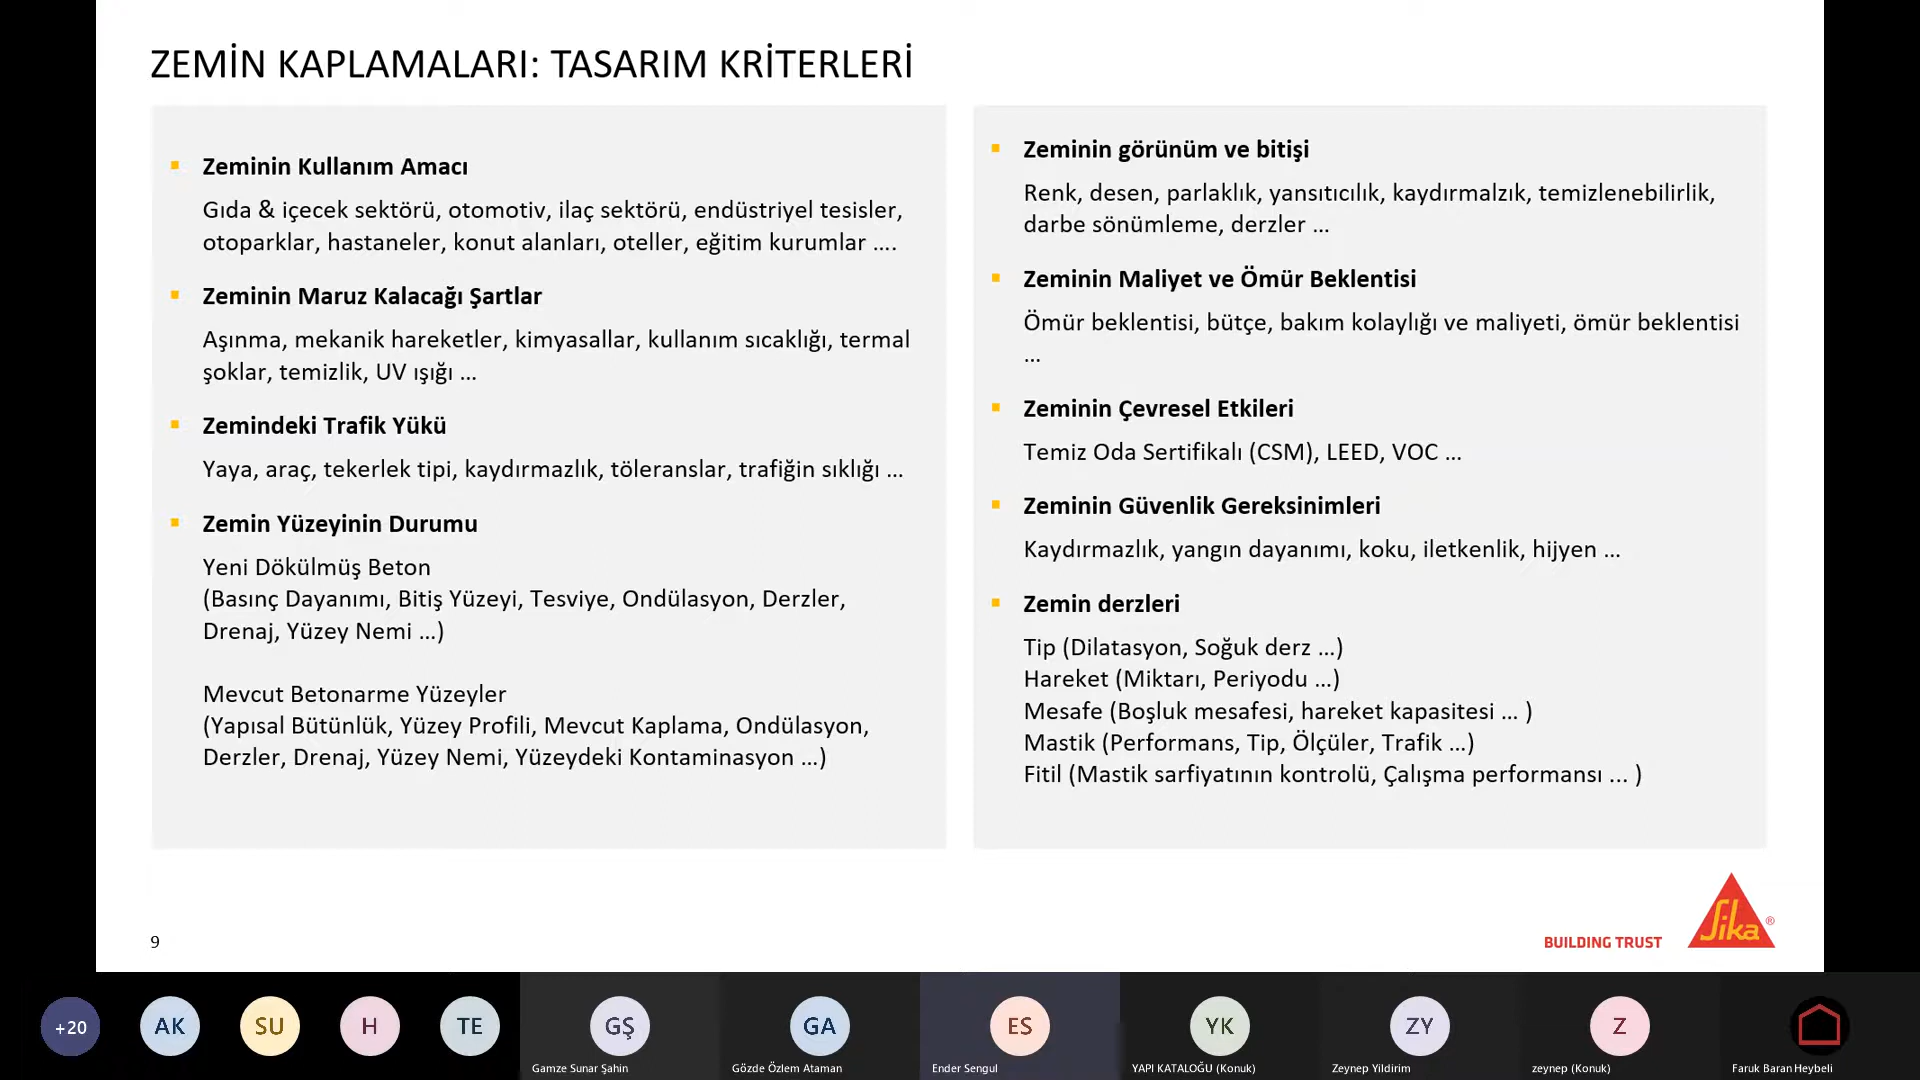 ZEMİN KAPLAMALARI: TASARIM KRİTERLERİ
Zeminin Kullanım Amacı
Gıda & içecek sektörü, otomotiv, ilaç sektörü, endüstriyel tesisler,
otoparklar, hastaneler, konut alanları, oteller, eğitim kurumlar ....
Zeminin Maruz Kalacağı Şartlar
Aşınma, mekanik hareketler, kimyasallar, kullanım sıcaklığı, termal
şoklar, temizlik, UV ışığı ...
Zemindeki Trafik Yükü
Yaya, araç, tekerlek tipi, kaydırmazlık, töleranslar, trafiğin sıklığı ...
Zemin Yüzeyinin Durumu
Yeni Dökülmüş Beton
(Basınç Dayanımı, Bitiş Yüzeyi, Tesviye, Ondülasyon, Derzler,
Drenaj, Yüzey Nemi ...)
Mevcut Betonarme Yüzeyler
(Yapısal Bütünlük, Yüzey Profili, Mevcut Kaplama, Ondülasyon,
Derzler, Drenaj, Yüzey Nemi, Yüzeydeki Kontaminasyon ...)
Zeminin görünüm ve bitişi
Renk, desen, parlaklık, yansıtıcılık, kaydırmalzık, temizlenebilirlik,
darbe sönümleme, derzler ...
Zeminin Maliyet ve Ömür Beklentisi
Ömür beklentisi, bütçe, bakım kolaylığı ve maliyeti, ömür beklentisi
...
Zeminin Çevresel Etkileri
Temiz Oda Sertifikalı (CSM), LEED, VOC ...
Zeminin Güvenlik Gereksinimleri
Kaydırmazlık, yangın dayanımı, koku, iletkenlik, hijyen ...
Zemin derzleri
Tip (Dilatasyon, Soğuk derz ...)
Hareket (Miktarı, Periyodu ...)
Mesafe (Boşluk mesafesi, hareket kapasitesi ... )
Mastik (Performans, Tip, Ölçüler, Trafik ...)
Fitil (Mastik sarfiyatının kontrolü, Çalışma performansı ... )
9
BUILDING TRUST
Sika®
+20
AK
SU
H
TE
GŞ
GA
ES
YK
ZY
Z
Gamze Sunar Şahin
Gözde Özlem Ataman
Ender Sengul
YAPI KATALOĞU (Konuk)
Zeynep Yildirim
zeynep (Konuk)
Faruk Baran Heybeli